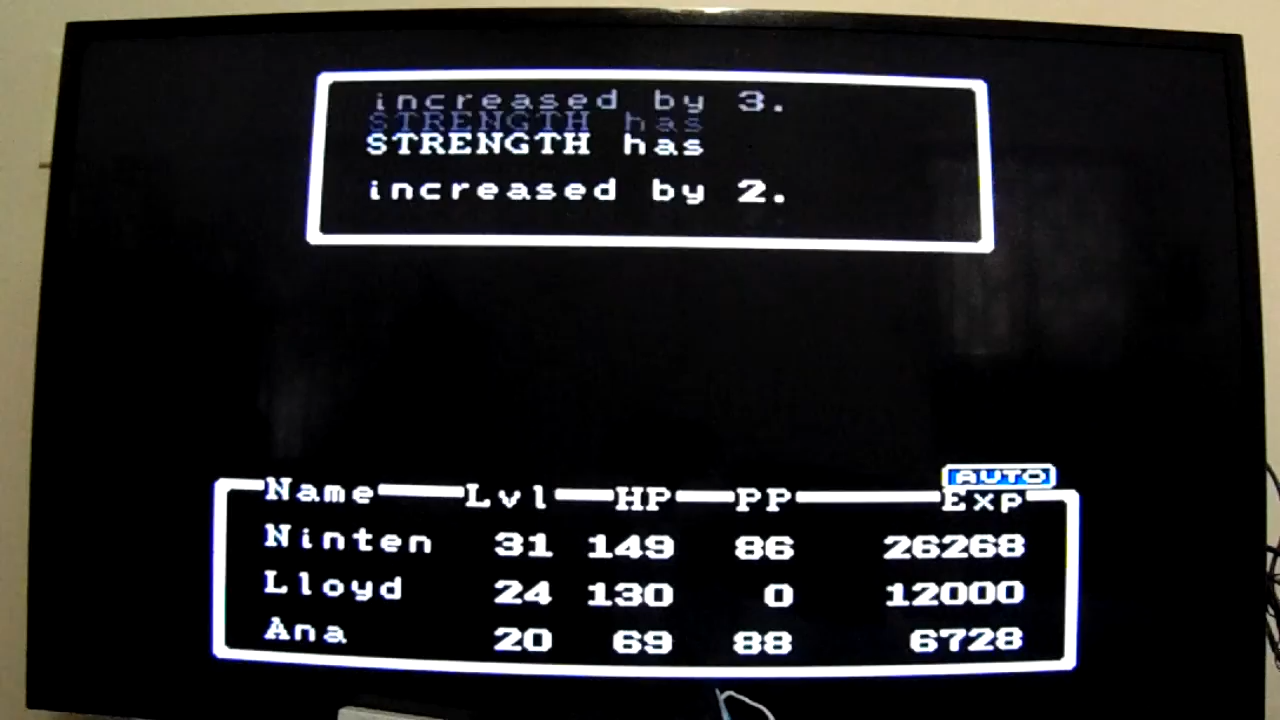 increased by 3.
STRENGTH has
STRENGTH has
increased by 2.
AUTO
Name Lvl HP PP Exp
Ninten 31 149 86 26268
Lloyd 24 130 0 12000
Ana 20 69 88 6728